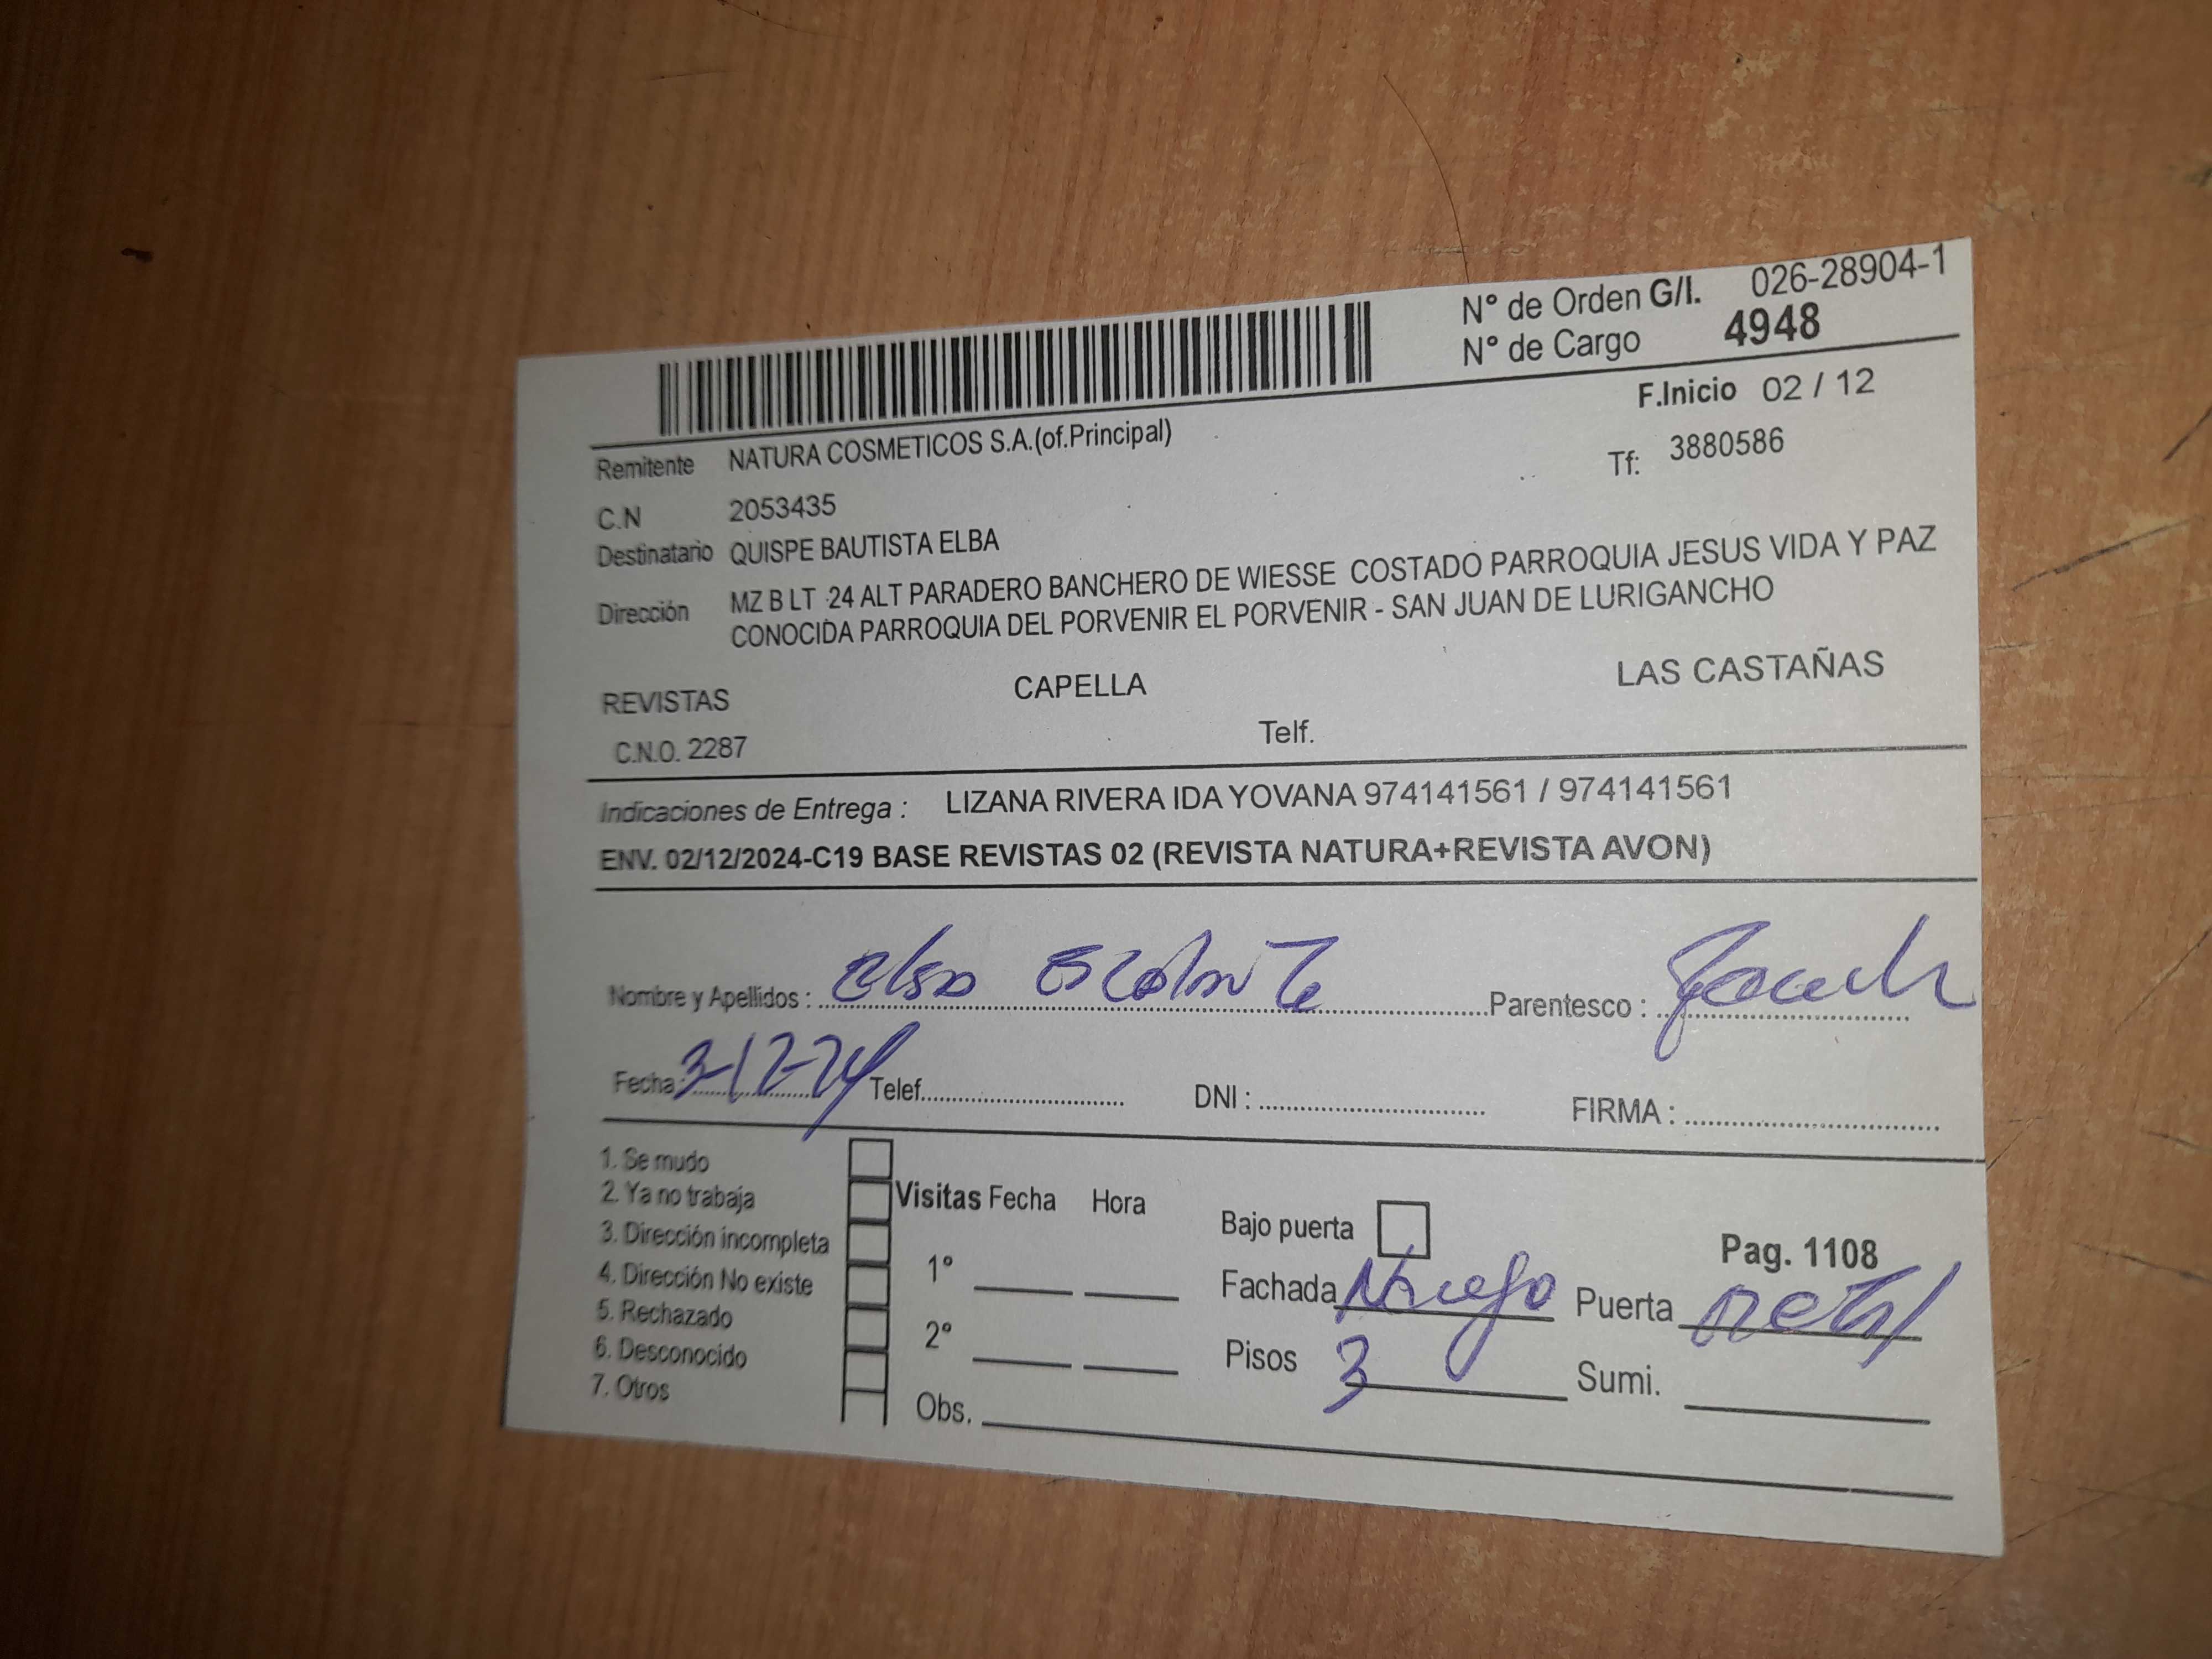 N° de Orden G/I. 026-28904-1
N° de Cargo 4948
F.Inicio 02 / 12
Remitente NATURA COSMETICOS S.A.(of.Principal)
Tf: 3880586
C.N 2053435
Destinatario QUISPE BAUTISTA ELBA
Dirección MZ B LT 24 ALT PARADERO BANCHERO DE WIESSE COSTADO PARROQUIA JESUS VIDA Y PAZ
CONOCIDA PARROQUIA DEL PORVENIR EL PORVENIR - SAN JUAN DE LURIGANCHO
REVISTAS CAPELLA LAS CASTAÑAS
C.N.O. 2287 Telf.
Indicaciones de Entrega : LIZANA RIVERA IDA YOVANA 974141561 / 974141561
ENV. 02/12/2024-C19 BASE REVISTAS 02 (REVISTA NATURA+REVISTA AVON)
Nombre y Apellidos : Elsa Escalante Parentesco :
Fecha: 3-12-24 Telef. DNI : FIRMA :
1. Se mudo
2. Ya no trabaja
3. Dirección incompleta
4. Dirección No existe
5. Rechazado
6. Desconocido
7. Otros
Visitas Fecha Hora
1°
2°
Obs.
Bajo puerta
Pag. 1108
Fachada Puerta metal
Pisos 3 Sumi.